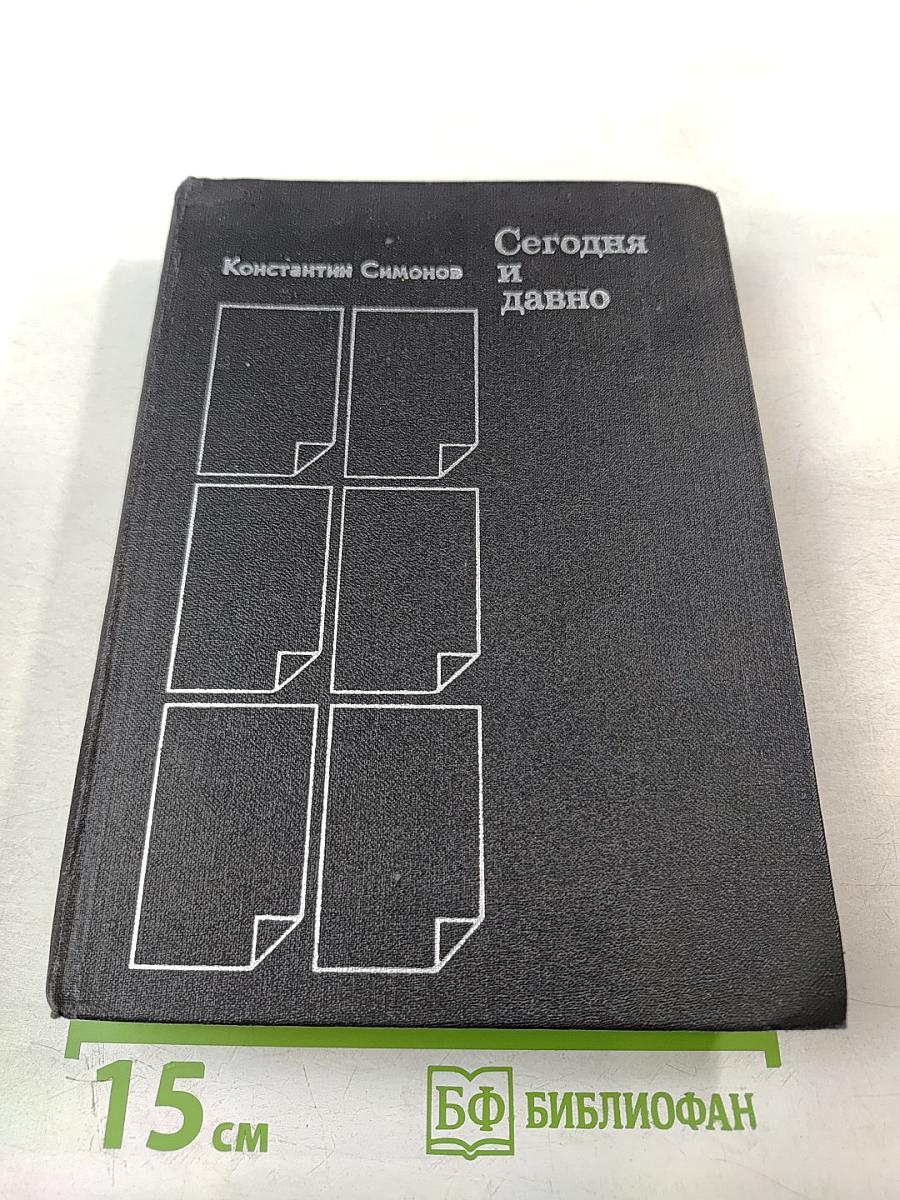 Константин Симонов
Сегодня
и
давно
15 см
БФ БИБЛИОФАН